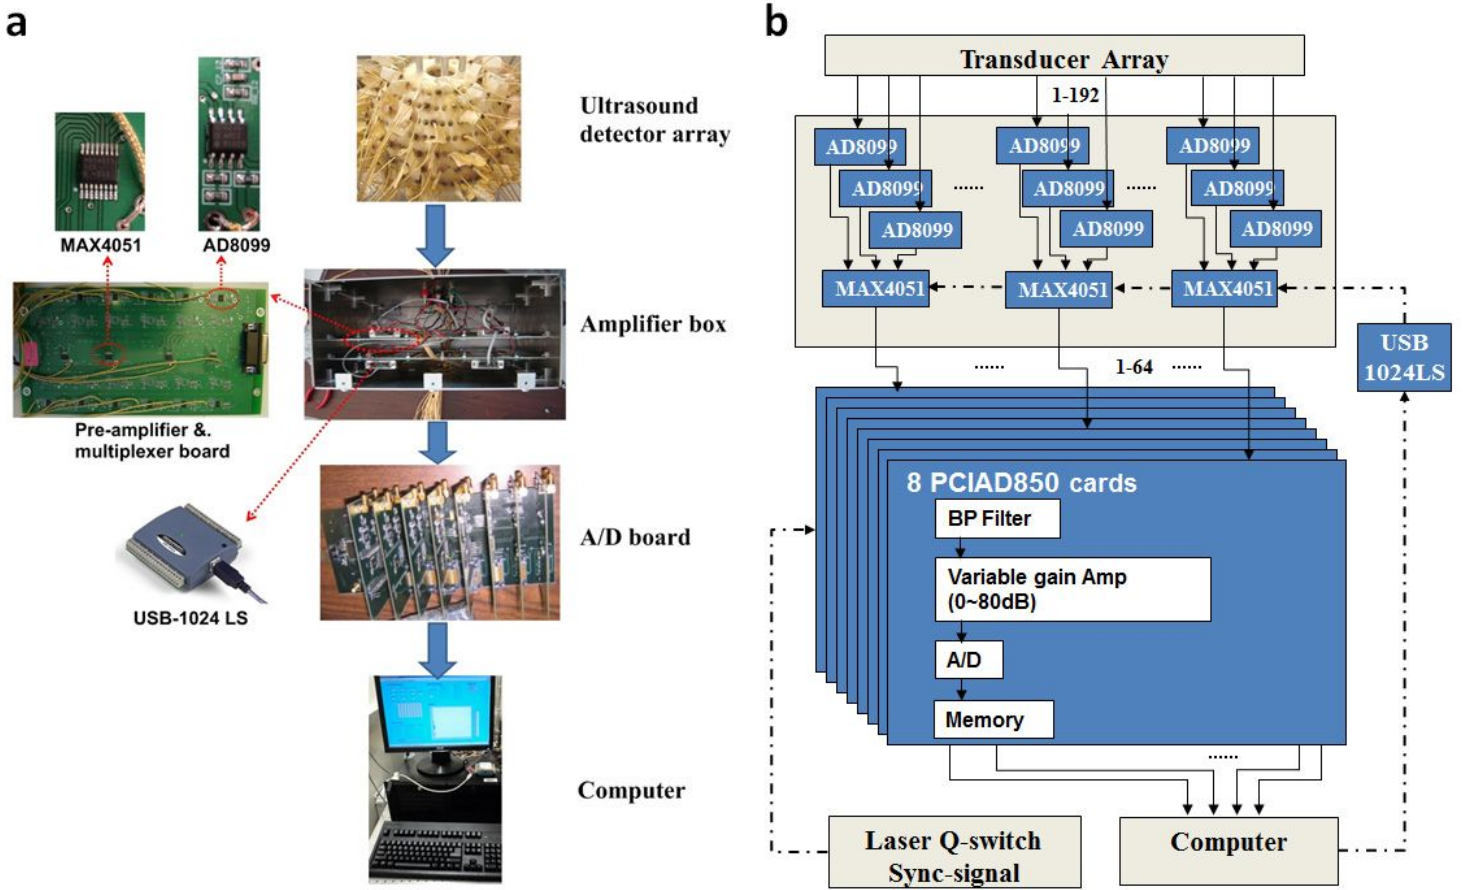 a
Ultrasound
detector array
MAX4051
AD8099
Amplifier box
Pre-amplifier &.
multiplexer board
A/D board
USB-1024 LS
Computer
b
Transducer Array
1-192
AD8099
AD8099
AD8099
AD8099
AD8099
AD8099
AD8099
AD8099
AD8099
......
......
MAX4051
MAX4051
MAX4051
USB
1024LS
......
1-64
......
8 PCIAD850 cards
BP Filter
Variable gain Amp
(0~80dB)
A/D
Memory
......
Laser Q-switch
Sync-signal
Computer